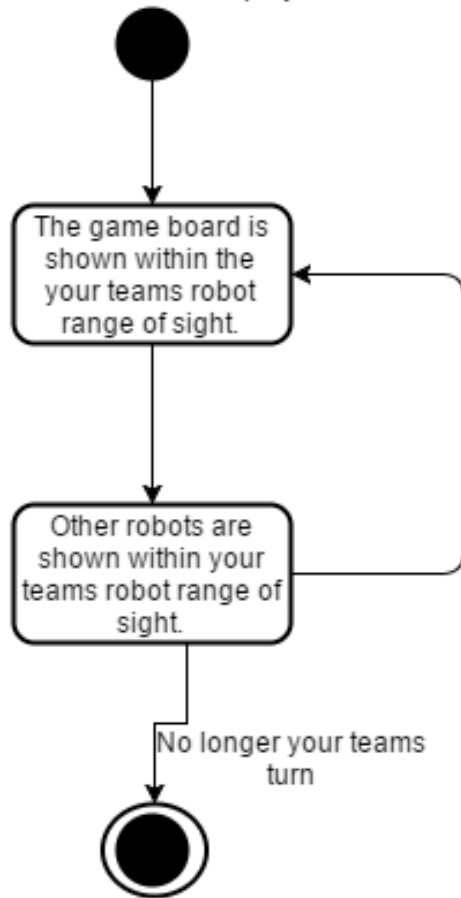 The game board is
shown within the
your teams robot
range of sight.
Other robots are
shown within your
teams robot range of
sight.
No longer your teams
turn